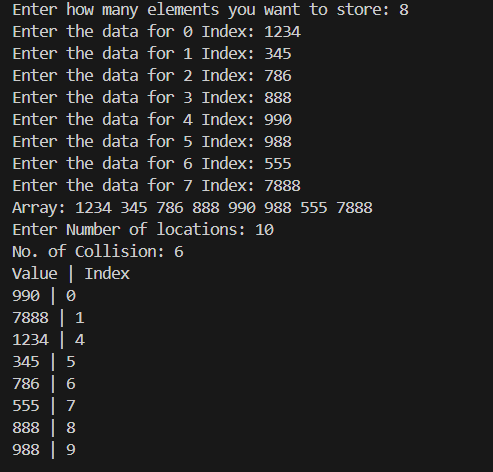 Enter how many elements you want to store: 8
Enter the data for 0 Index: 1234
Enter the data for 1 Index: 345
Enter the data for 2 Index: 786
Enter the data for 3 Index: 888
Enter the data for 4 Index: 990
Enter the data for 5 Index: 988
Enter the data for 6 Index: 555
Enter the data for 7 Index: 7888
Array: 1234 345 786 888 990 988 555 7888
Enter Number of locations: 10
No. of Collision: 6
Value | Index
990 | 0
7888 | 1
1234 | 4
345 | 5
786 | 6
555 | 7
888 | 8
988 | 9